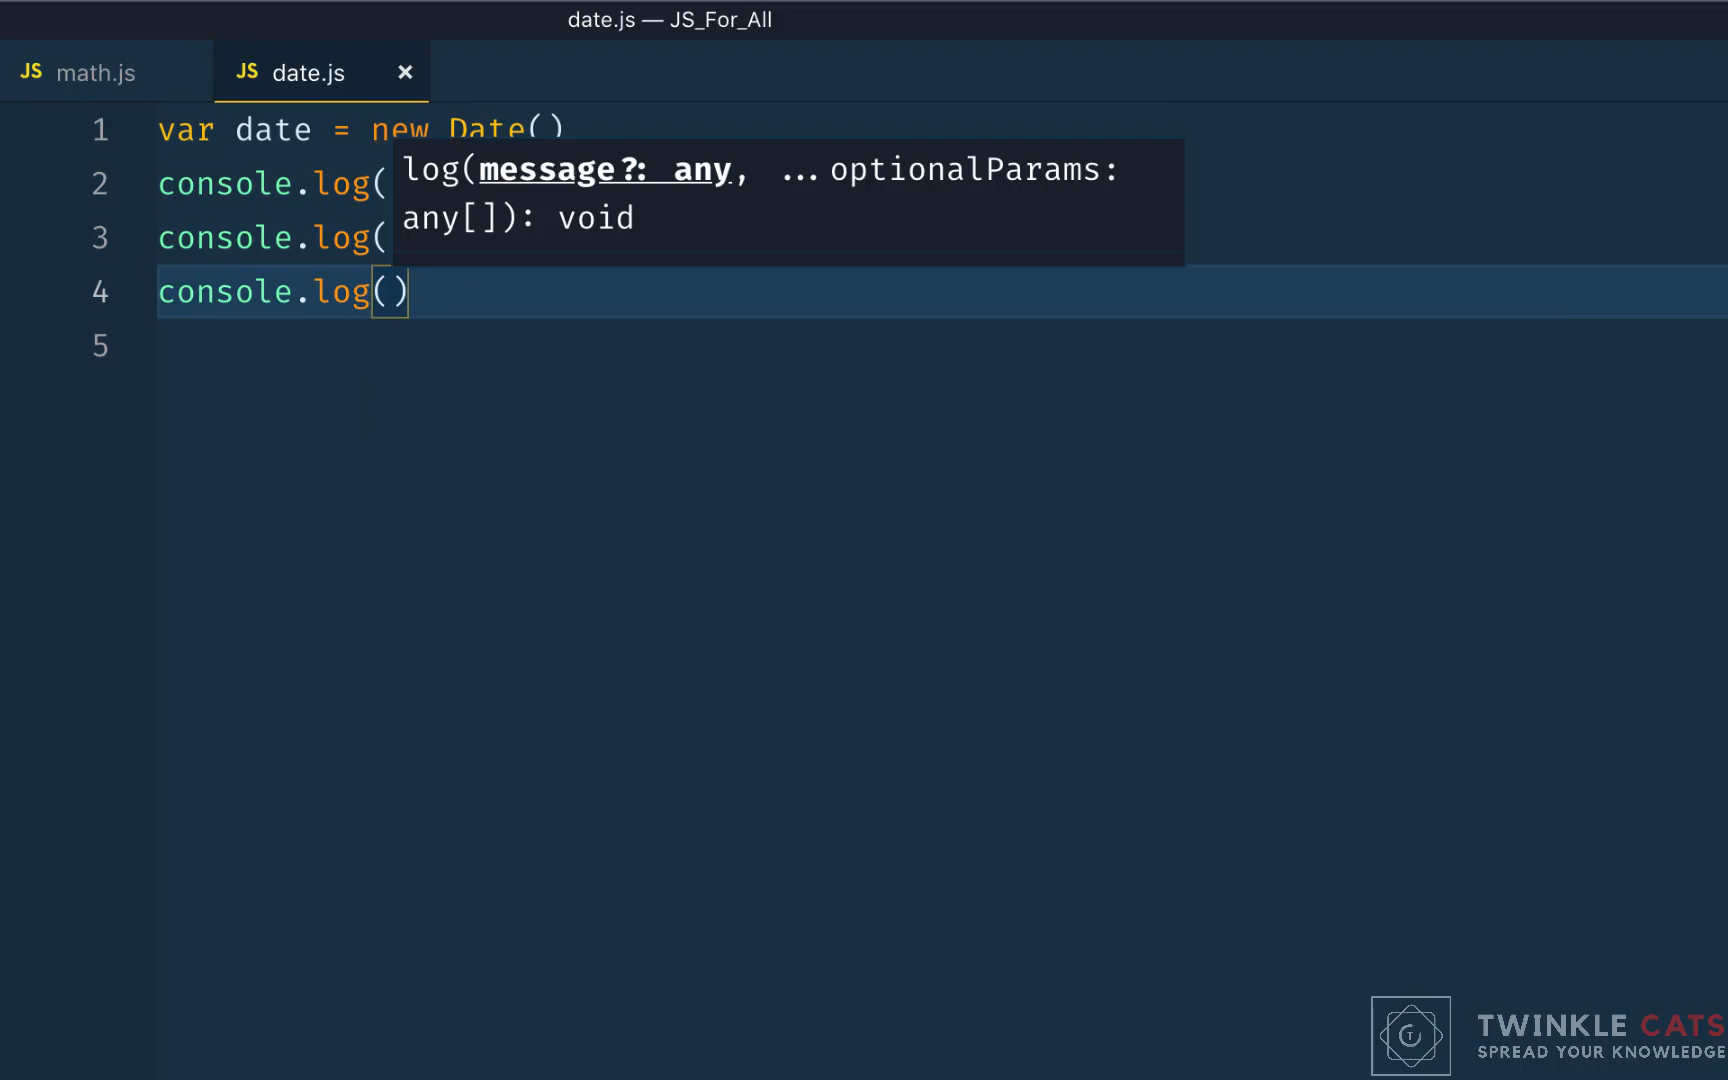 date.js — JS_For_All
JS math.js JS date.js ×
1 var date = new Date()
2 console.log(
3 console.log(
log(message?: any, ...optionalParams:
any[]): void
4 console.log()
5
TWINKLE CATS
SPREAD YOUR KNOWLEDGE